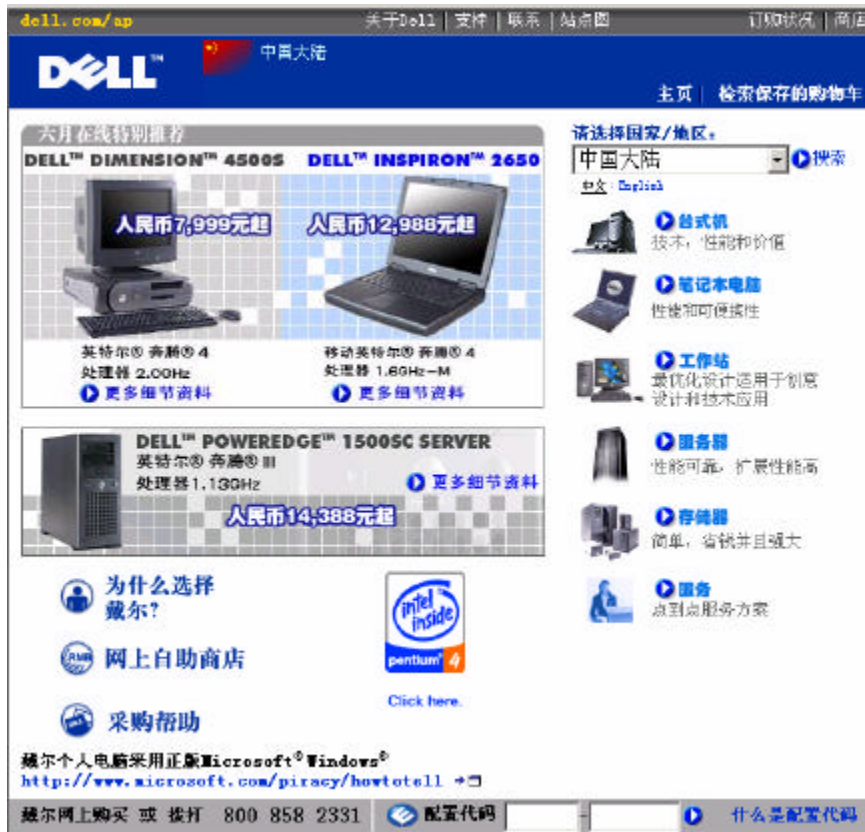 dell.com/ap
关于Dell | 支持 | 联系 | 站点图
订购状况 | 商店
DELL™
中国大陆
主页 | 检索保存的购物车
六月在线特别推荐
DELL™ DIMENSION™ 4500S
DELL™ INSPIRON™ 2650
人民币7,999元起
人民币12,988元起
英特尔® 奔腾® 4
处理器 2.0GHz
更多细节资料
移动英特尔® 奔腾® 4
处理器 1.6GHz-M
更多细节资料
DELL™ POWEREDGE™ 1500SC SERVER
英特尔® 奔腾® III
处理器1.13GHz
更多细节资料
人民币14,388元起
为什么选择
戴尔?
RMB
网上自助商店
采购帮助
intel
inside
pentium® 4
Click here.
请选择国家/地区:
中国大陆
搜索
中文 English
台式机
技术, 性能和价值
笔记本电脑
性能和可便携性
工作站
最优化设计适用于创意
设计和技术应用
服务器
性能可靠, 扩展性能高
存储器
简单, 省钱并且强大
服务
点到点服务方案
戴尔个人电脑采用正版Microsoft® Windows®
http://www.microsoft.com/piracy/howtotell
戴尔网上购买 或 拨打 800 858 2331
配置代码 -
什么是配置代码